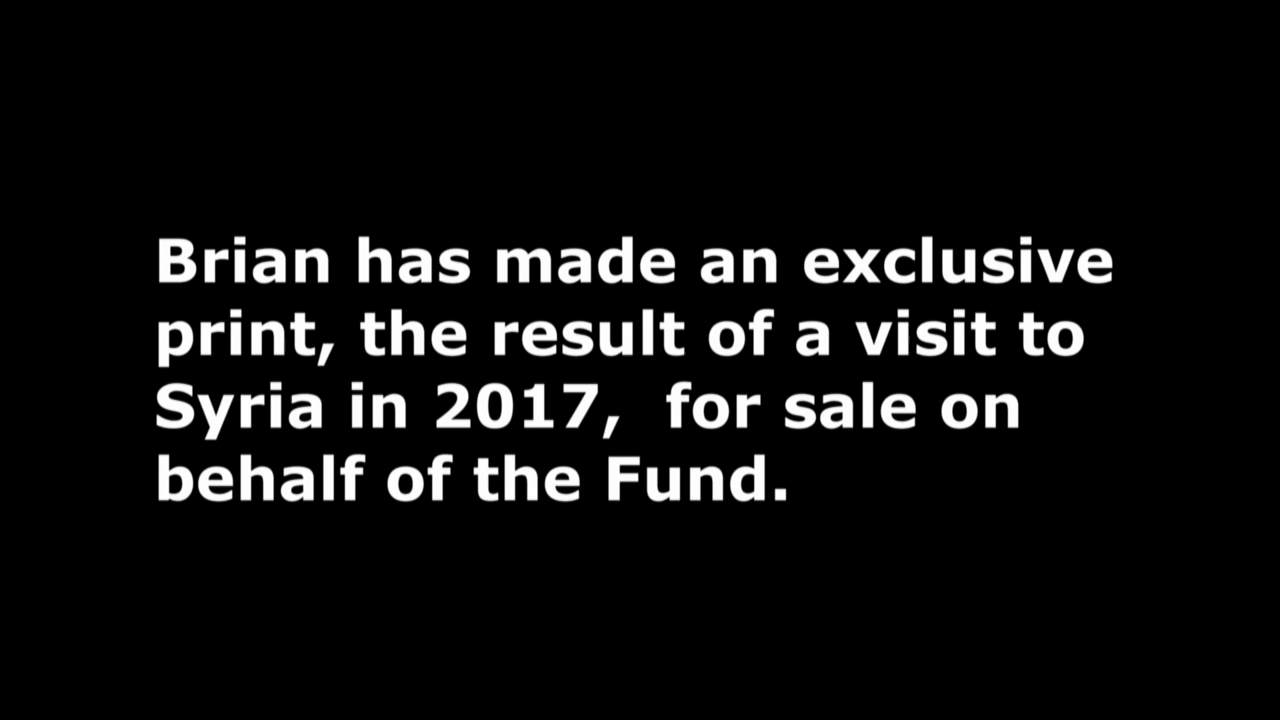 Brian has made an exclusive
print, the result of a visit to
Syria in 2017,  for sale on
behalf of the Fund.